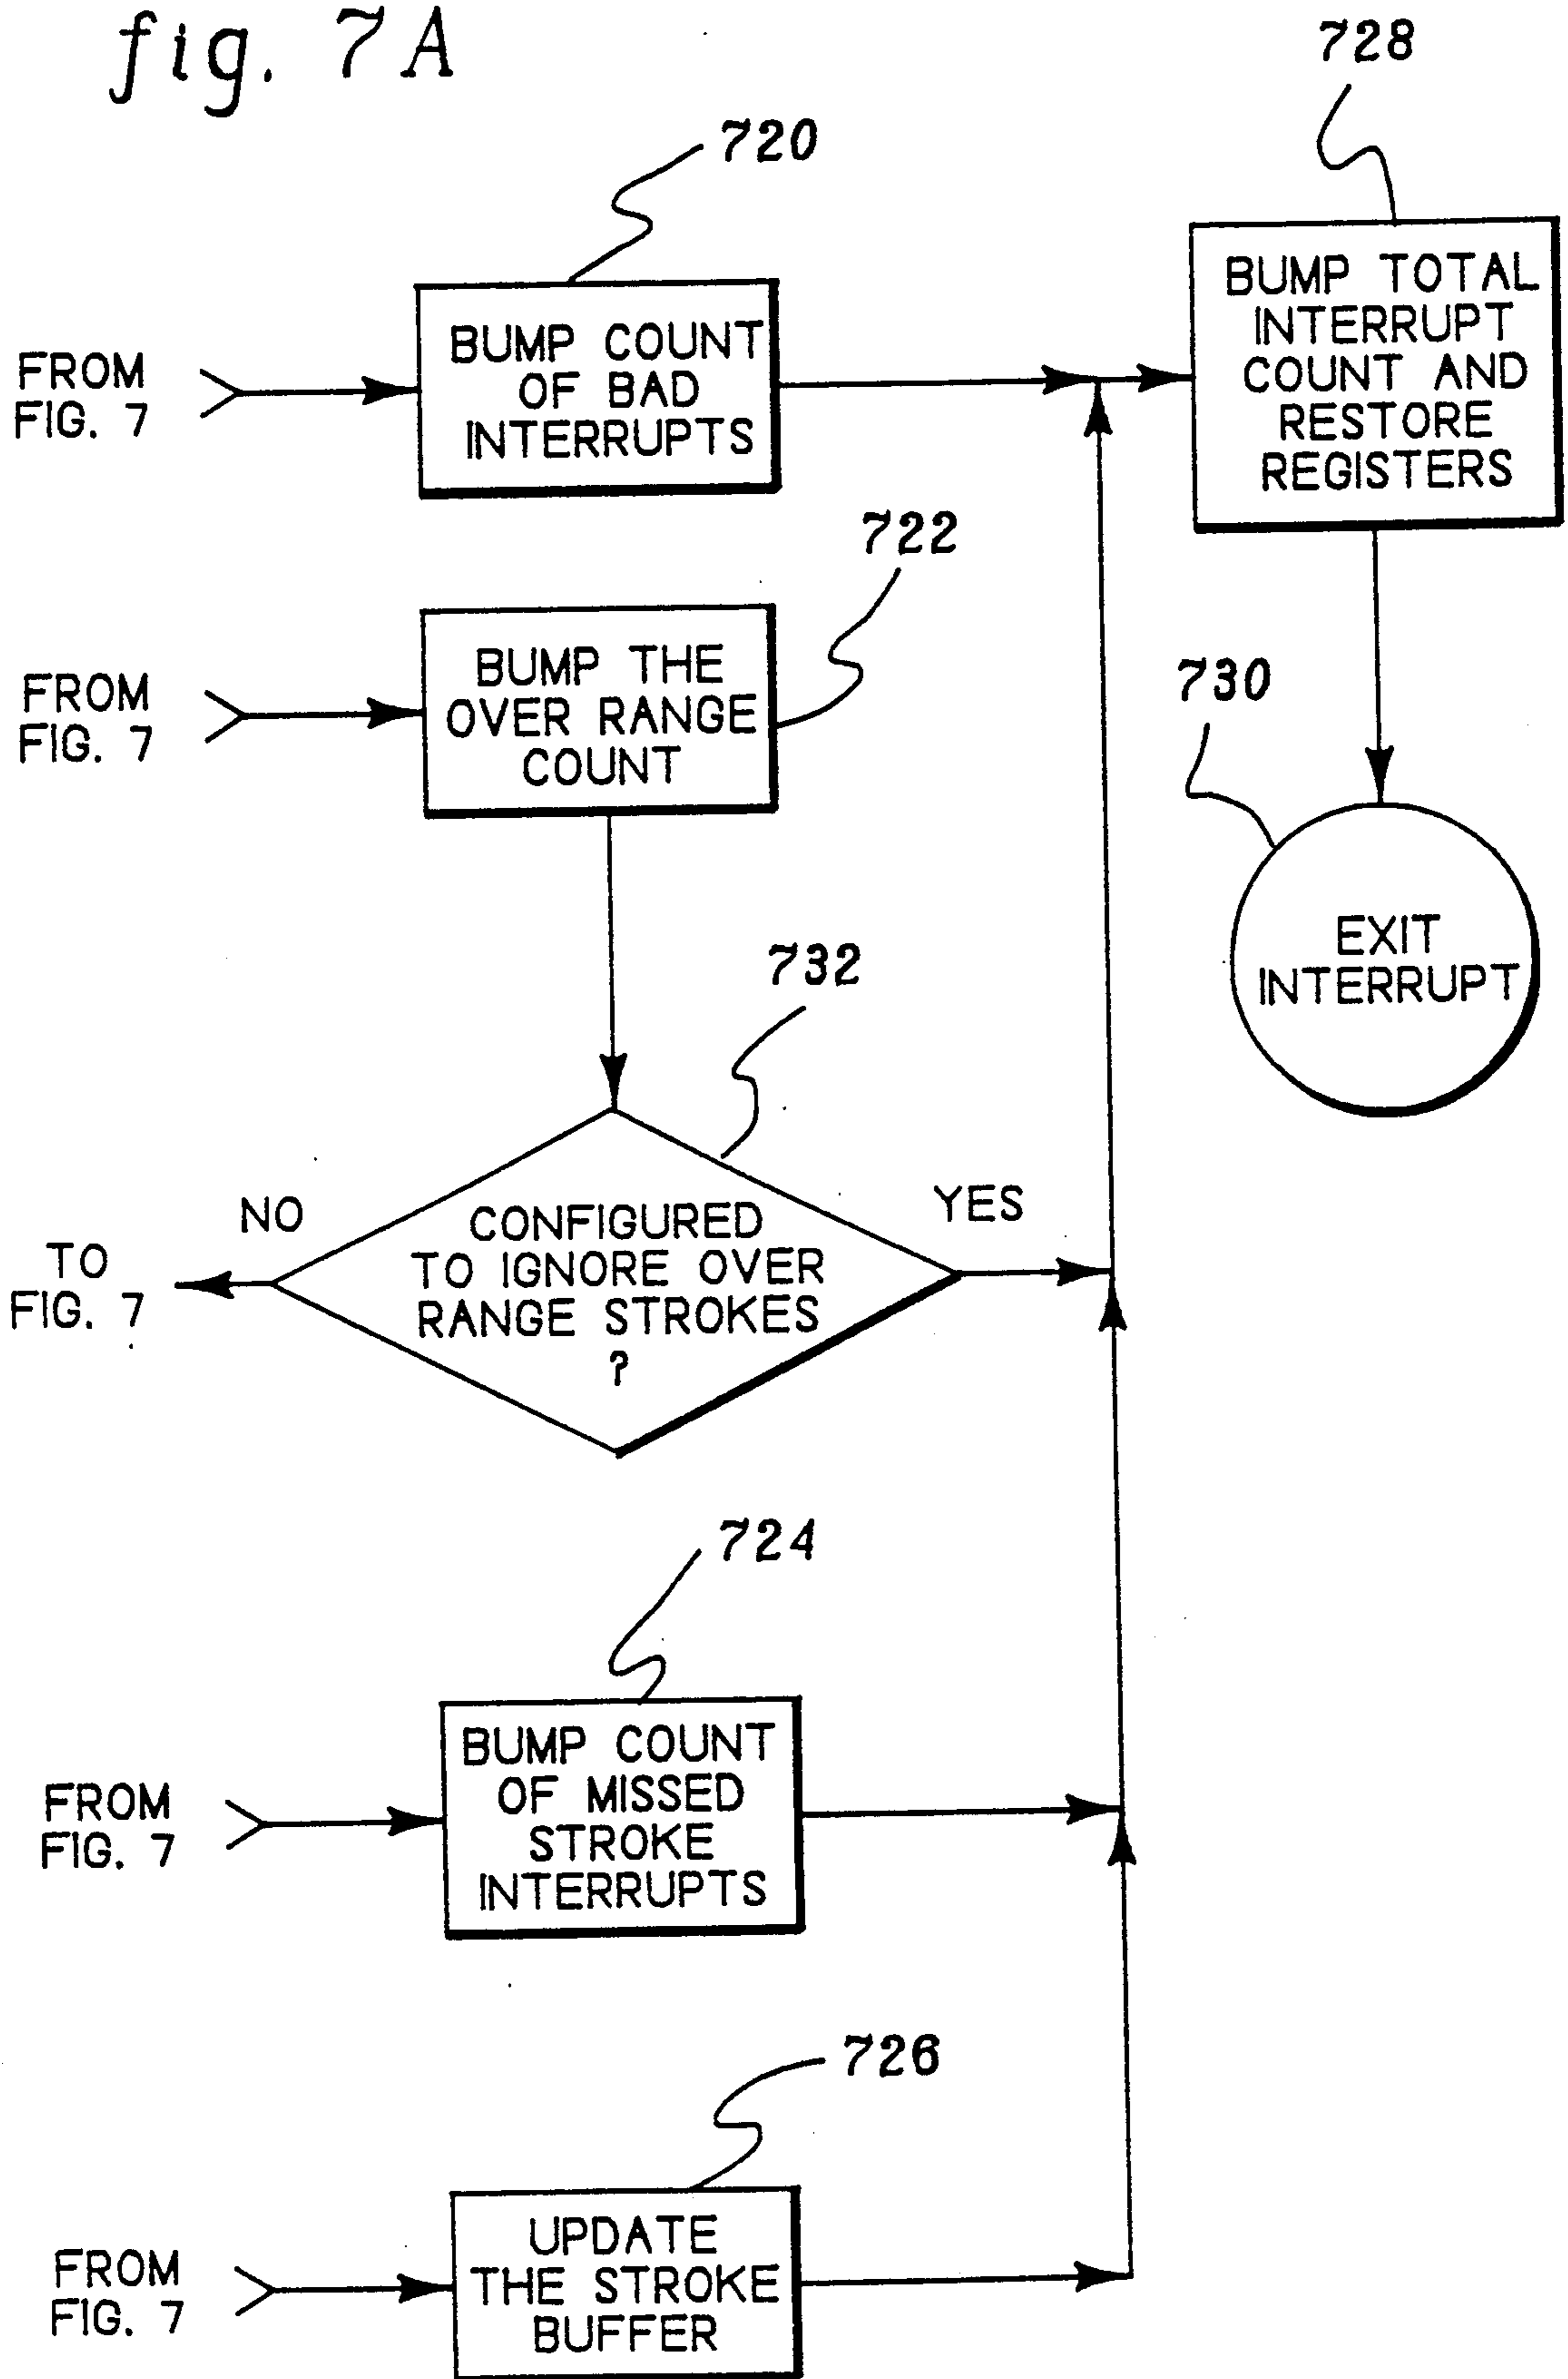 fig. 7A
728
720
BUMP TOTAL
INTERRUPT
COUNT AND
RESTORE
REGISTERS
FROM
FIG. 7
BUMP COUNT
OF BAD
INTERRUPTS
722
FROM
FIG. 7
BUMP THE
OVER RANGE
COUNT
730
EXIT
INTERRUPT
732
NO
YES
TO
FIG. 7
CONFIGURED
TO IGNORE OVER
RANGE STROKES
?
724
FROM
FIG. 7
BUMP COUNT
OF MISSED
STROKE
INTERRUPTS
726
FROM
FIG. 7
UPDATE
THE STROKE
BUFFER